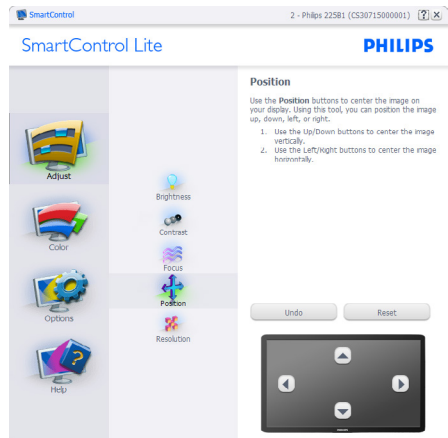 SmartControl
2 - Philips 225B1 (CS30715000001)
SmartControl Lite
PHILIPS
Position
Use the Position buttons to center the image on
your display. Using this tool, you can position the image
up, down, left, or right.
1. Use the Up/Down buttons to center the image
vertically.
2. Use the Left/Right buttons to center the image
horizontally.
Adjust
Color
Options
Help
Brightness
Contrast
Focus
Position
Resolution
Undo
Reset